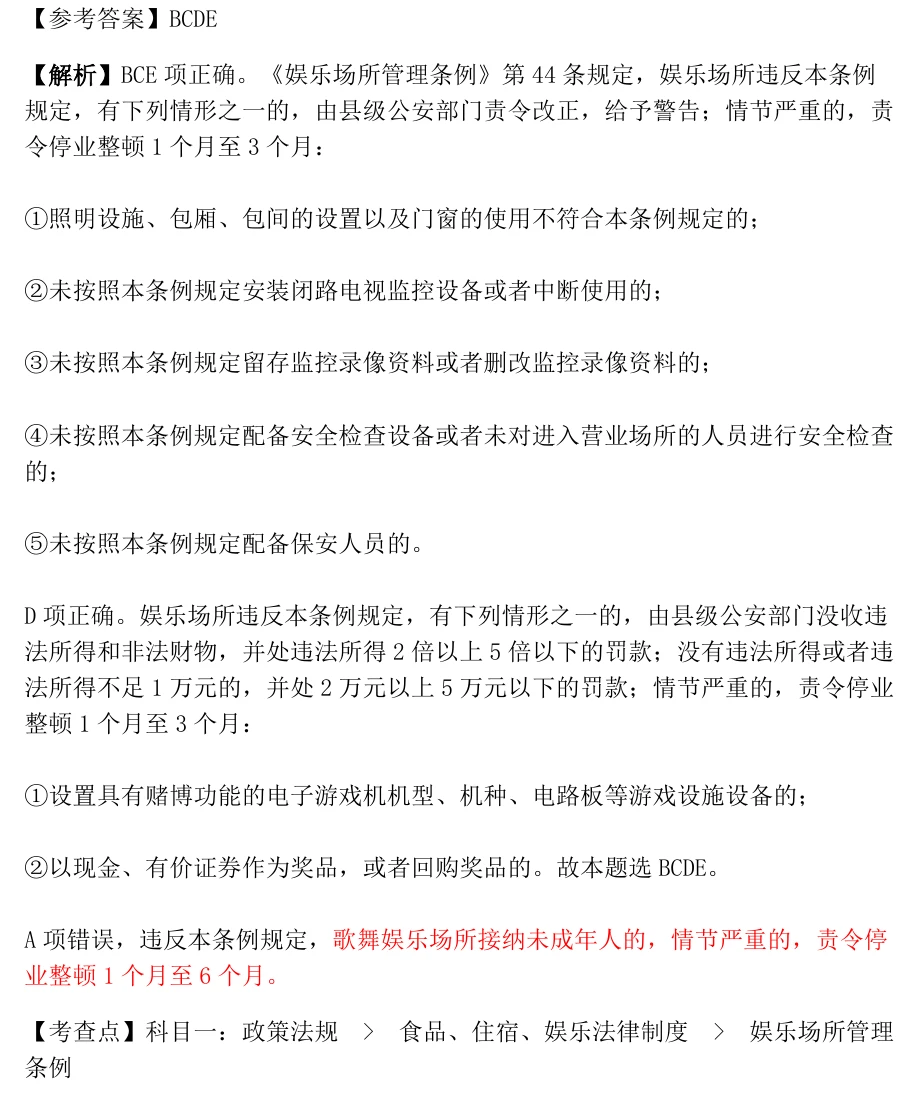 【参考答案】BCDE
【解析】BCE 项正确。《娱乐场所管理条例》第 44 条规定，娱乐场所违反本条例
规定，有下列情形之一的，由县级公安部门责令改正，给予警告；情节严重的，责
令停业整顿 1 个月至 3 个月：
①照明设施、包厢、包间的设置以及门窗的使用不符合本条例规定的；
②未按照本条例规定安装闭路电视监控设备或者中断使用的；
③未按照本条例规定留存监控录像资料或者删改监控录像资料的；
④未按照本条例规定配备安全检查设备或者未对进入营业场所的人员进行安全检查
的；
⑤未按照本条例规定配备保安人员的。
D 项正确。娱乐场所违反本条例规定，有下列情形之一的，由县级公安部门没收违
法所得和非法财物，并处违法所得 2 倍以上 5 倍以下的罚款；没有违法所得或者违
法所得不足 1 万元的，并处 2 万元以上 5 万元以下的罚款；情节严重的，责令停业
整顿 1 个月至 3 个月：
①设置具有赌博功能的电子游戏机机型、机种、电路板等游戏设施设备的；
②以现金、有价证券作为奖品，或者回购奖品的。故本题选 BCDE。
A 项错误，违反本条例规定，歌舞娱乐场所接纳未成年人的，情节严重的，责令停
业整顿 1 个月至 6 个月。
【考查点】科目一：政策法规 > 食品、住宿、娱乐法律制度 > 娱乐场所管理
条例